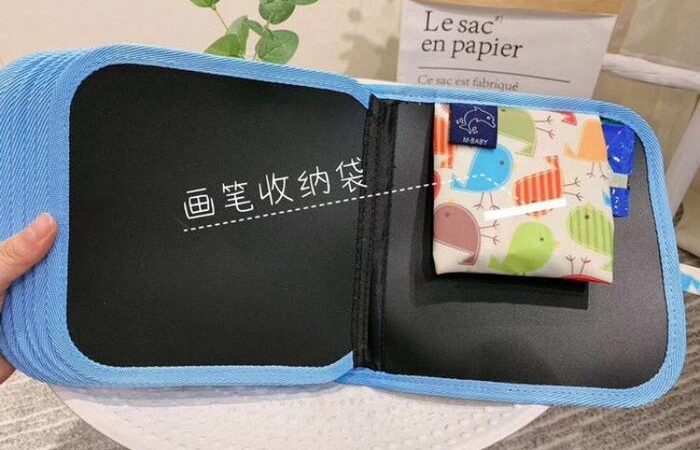 Le sac
en papier
Ce sac est fabriqué
M·BABY
画笔收纳袋